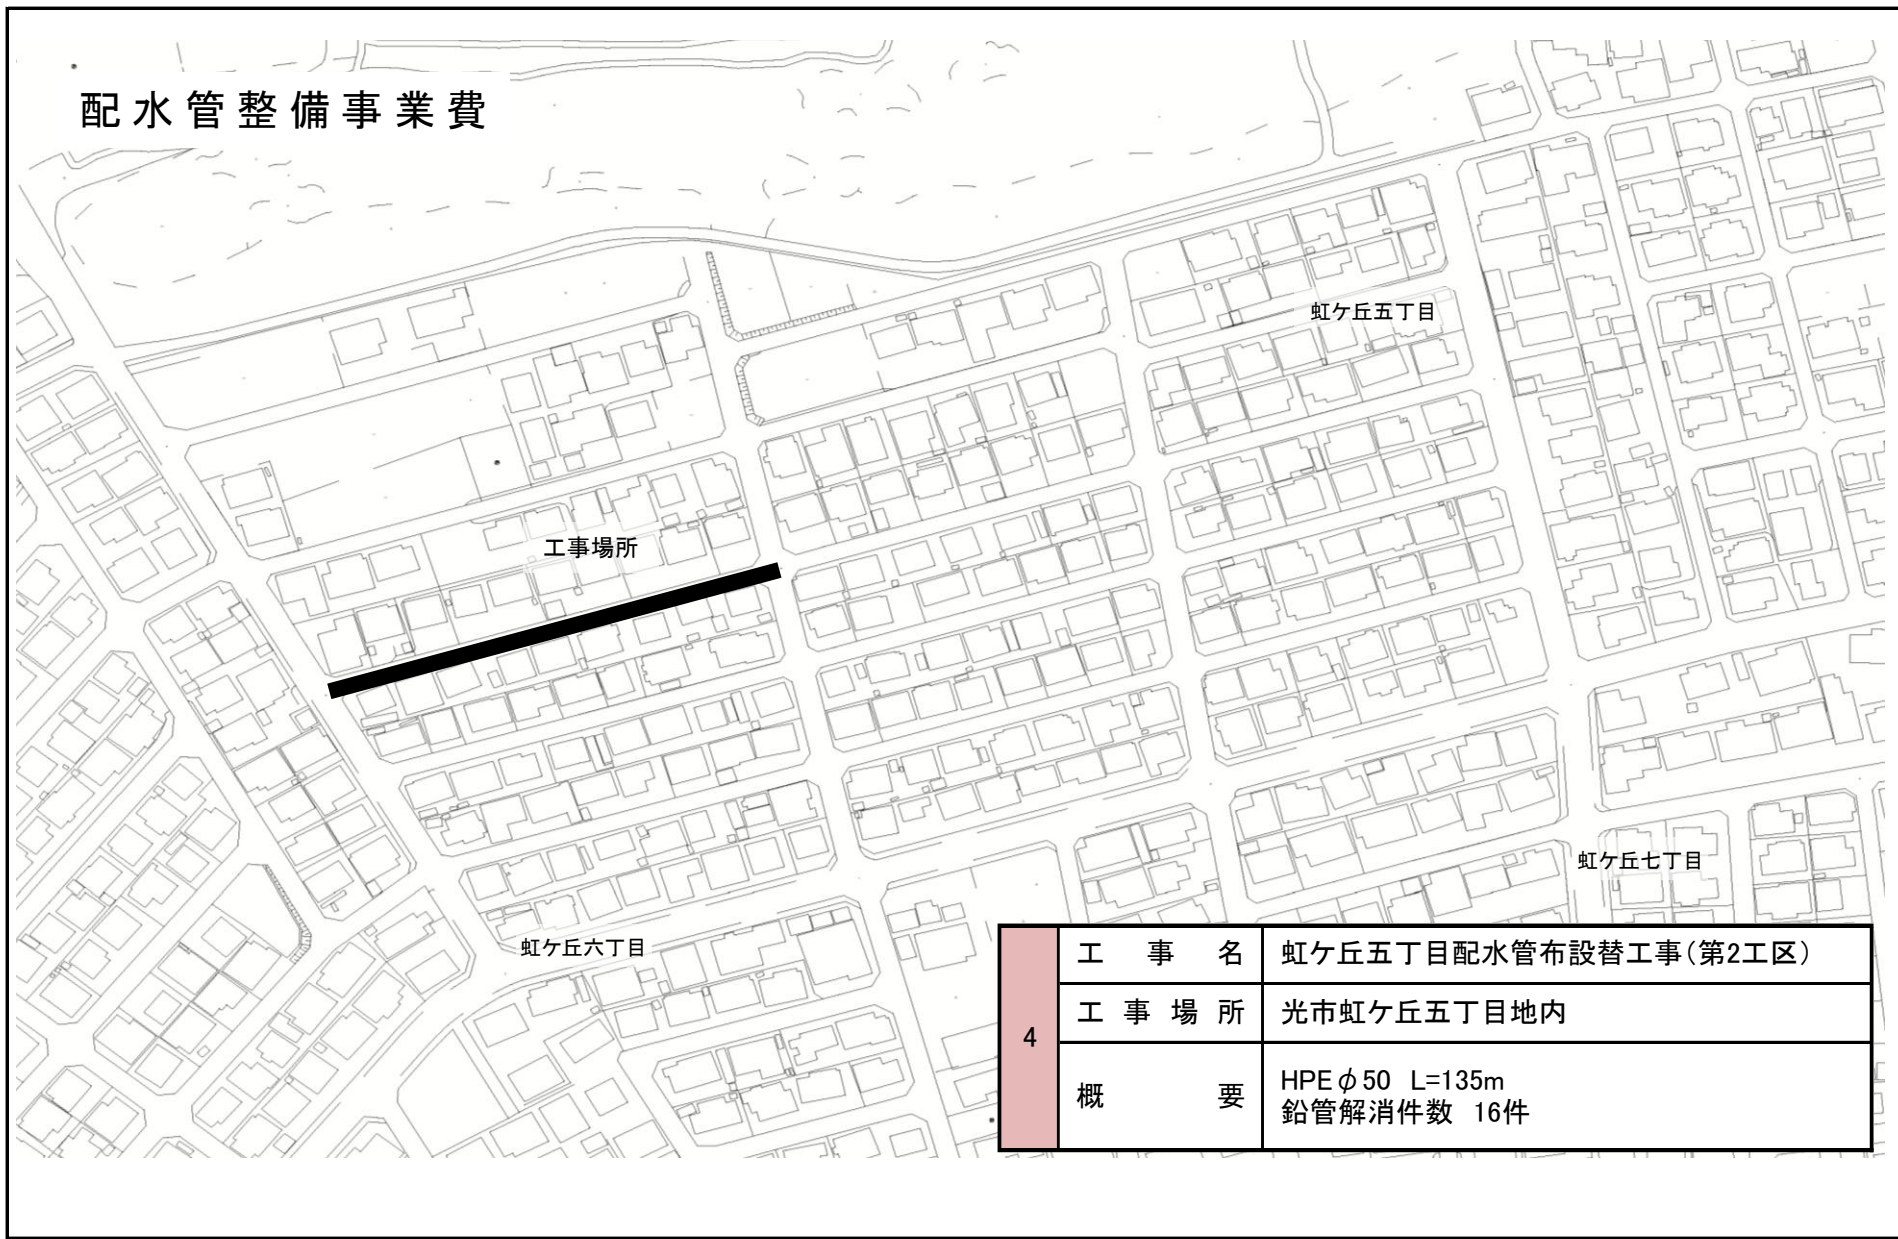 配水管整備事業費
虹ケ丘五丁目
工事場所
虹ケ丘七丁目
虹ケ丘六丁目
4
工事名 虹ケ丘五丁目配水管布設替工事(第2工区)
工事場所 光市虹ケ丘五丁目地内
概要 HPEφ50 L=135m
鉛管解消件数 16件